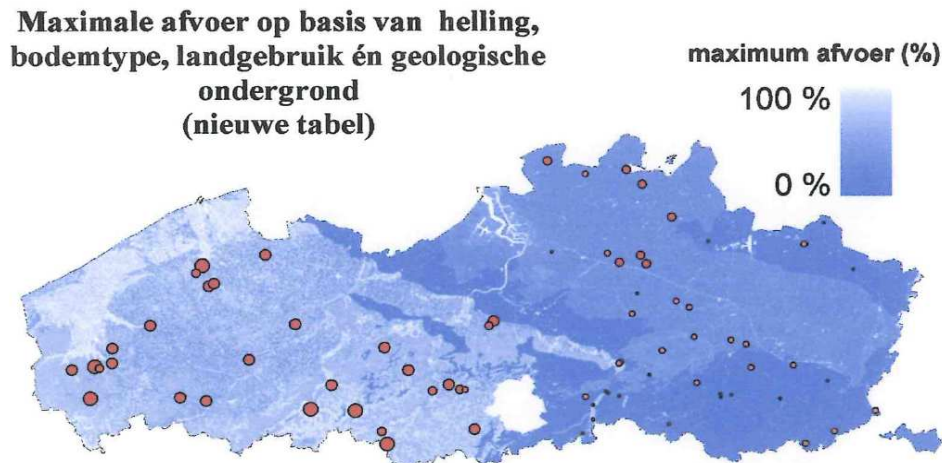 Maximale afvoer op basis van helling,
bodemtype, landgebruik én geologische
ondergrond
(nieuwe tabel)
maximum afvoer (%)
100 %
0 %